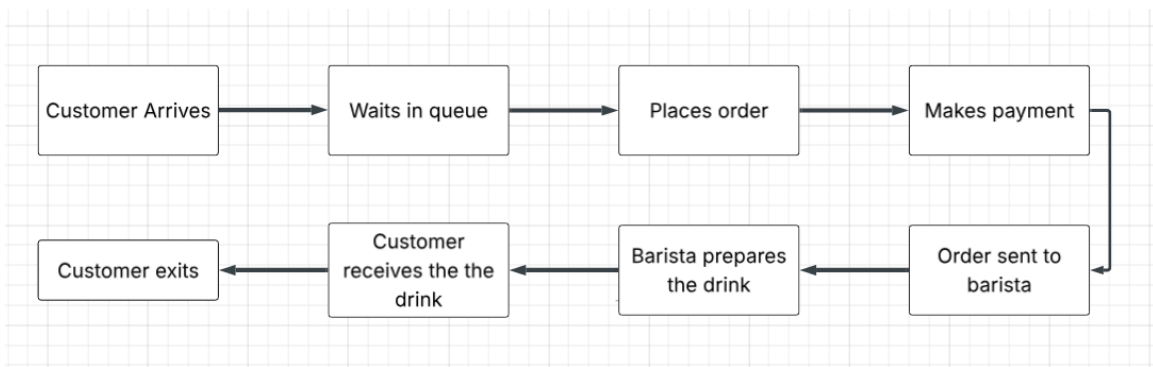 Customer Arrives
Waits in queue
Places order
Makes payment
Order sent to
barista
Barista prepares
the drink
Customer
receives the the
drink
Customer exits